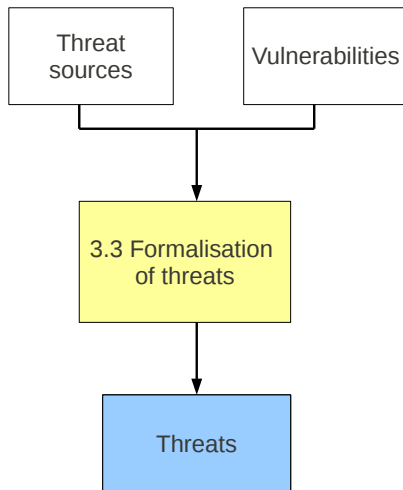 Threat
sources
Vulnerabilities
3.3 Formalisation
of threats
Threats